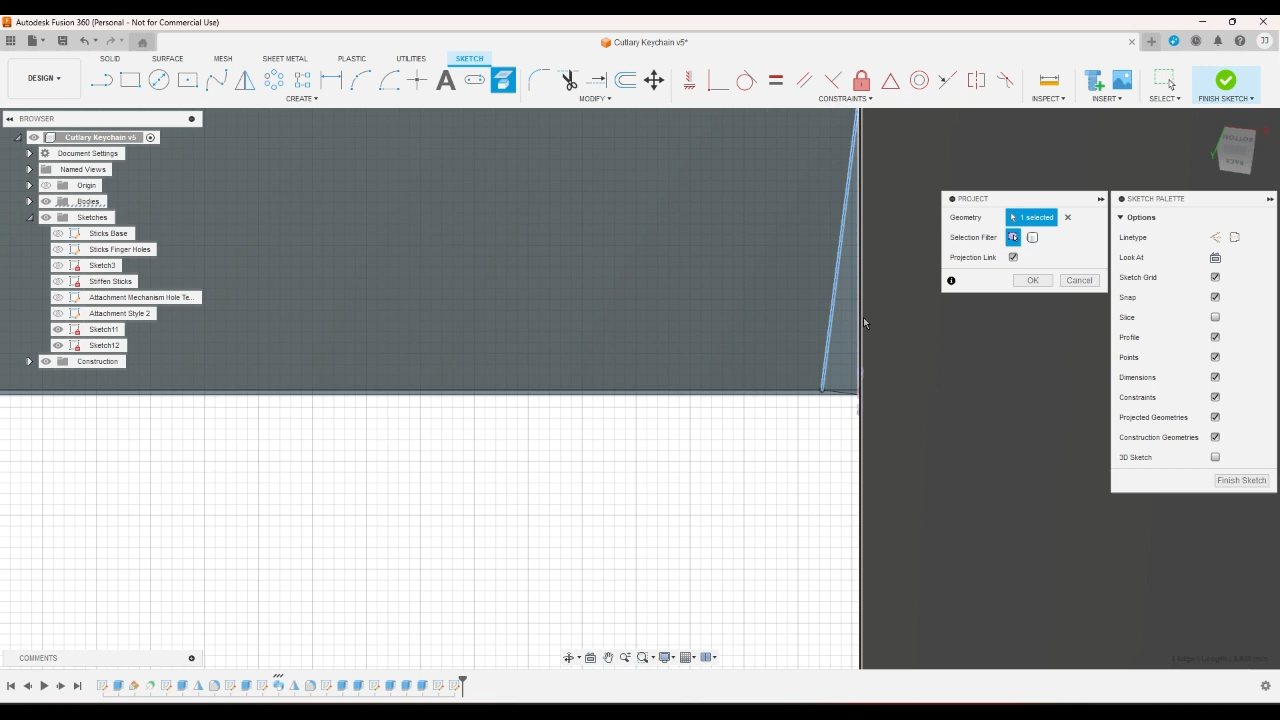 Autodesk Fusion 360 (Personal - Not for Commercial Use)
Cutlary Keychain v5*
JJ
DESIGN
SOLID
SURFACE
MESH
SHEET METAL
PLASTIC
UTILITIES
SKETCH
CREATE
MODIFY
CONSTRAINTS
INSPECT
INSERT
SELECT
FINISH SKETCH
BROWSER
Cutlary Keychain v5
Document Settings
Named Views
Origin
Bodies
Sketches
Sticks Base
Sticks Finger Holes
Sketch3
Stiffen Sticks
Attachment Mechanism Hole Te...
Attachment Style 2
Sketch11
Sketch12
Construction
BOTTOM
BACK
PROJECT
Geometry
1 selected
Selection Filter
Projection Link
OK
Cancel
SKETCH PALETTE
Options
Linetype
Look At
Sketch Grid
Snap
Slice
Profile
Points
Dimensions
Constraints
Projected Geometries
Construction Geometries
3D Sketch
Finish Sketch
COMMENTS